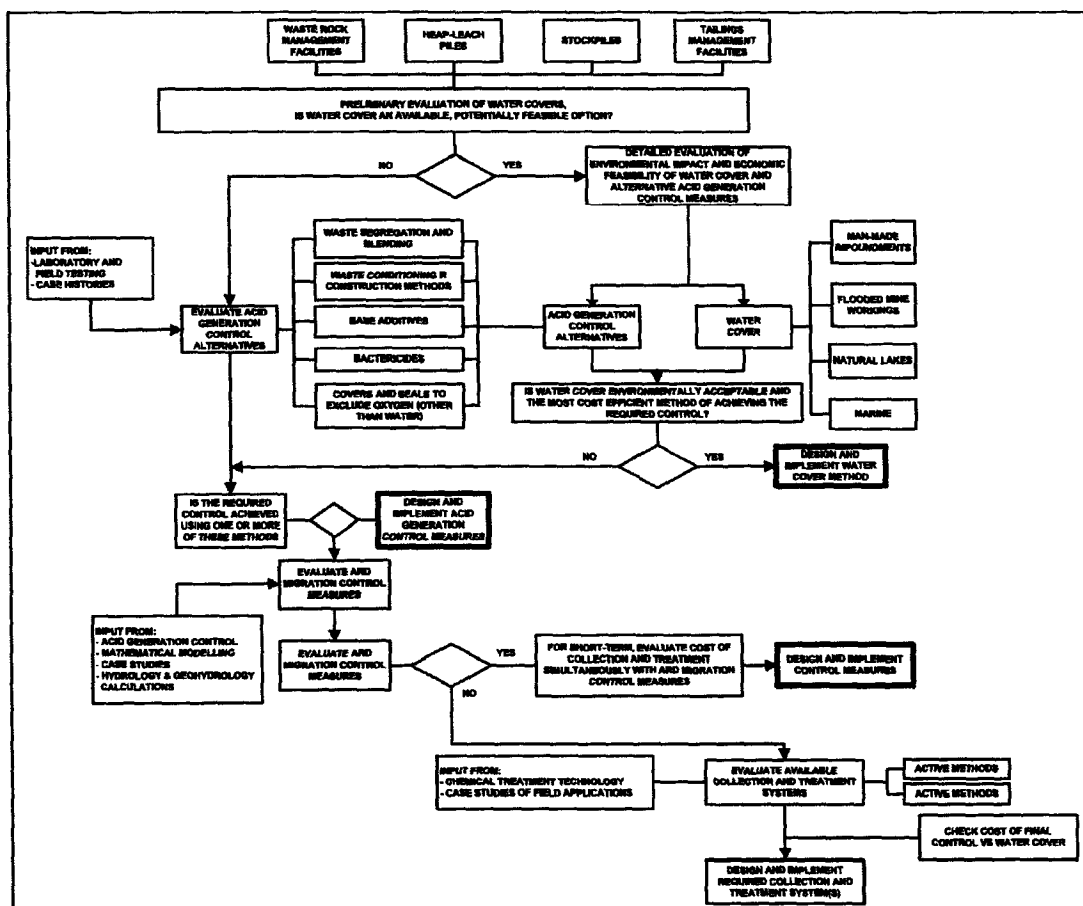 WASTE ROCK
MANAGEMENT
FACILITIES
HEAP-LEACH
PILES
STOCKPILES
TAILINGS
MANAGEMENT
FACILITIES
PRELIMINARY EVALUATION OF WATER COVERS,
IS WATER COVER AN AVAILABLE, POTENTIALLY FEASIBLE OPTION?
NO
YES
DETAILED EVALUATION OF
ENVIRONMENTAL IMPACT AND ECONOMIC
FEASIBILITY OF WATER COVER AND
ALTERNATIVE ACID GENERATION
CONTROL MEASURES
INPUT FROM:
-LABORATORY AND
FIELD TESTING
- CASE HISTORIES
EVALUATE ACID
GENERATION
CONTROL
ALTERNATIVES
WASTE SEGREGATION AND
BLENDING
WASTE CONDITIONING R
CONSTRUCTION METHODS
BASE ADDITIVES
BACTERICIDES
COVERS AND SEALS TO
EXCLUDE OXYGEN (OTHER
THAN WATER)
ACID GENERATION
CONTROL
ALTERNATIVES
WATER
COVER
MAN-MADE
IMPOUNDMENTS
FLOODED MINE
WORKINGS
NATURAL LAKES
MARINE
IS WATER COVER ENVIRONMENTALLY ACCEPTABLE AND
THE MOST COST EFFICIENT METHOD OF ACHIEVING THE
REQUIRED CONTROL?
NO
YES
DESIGN AND
IMPLEMENT WATER
COVER METHOD
IS THE REQUIRED
CONTROL ACHIEVED
USING ONE OR MORE
OF THESE METHODS
DESIGN AND
IMPLEMENT ACID
GENERATION
CONTROL MEASURES
EVALUATE ARD
MIGRATION CONTROL
MEASURES
INPUT FROM:
- ACID GENERATION CONTROL
- MATHEMATICAL MODELLING
- CASE STUDIES
- HYDROLOGY & GEOHYDROLOGY
CALCULATIONS
EVALUATE ARD
MIGRATION CONTROL
MEASURES
YES
NO
FOR SHORT-TERM, EVALUATE COST OF
COLLECTION AND TREATMENT
SIMULTANEOUSLY WITH ARD MIGRATION
CONTROL MEASURES
DESIGN AND IMPLEMENT
CONTROL MEASURES
INPUT FROM:
- CHEMICAL TREATMENT TECHNOLOGY
- CASE STUDIES OF FIELD APPLICATIONS
EVALUATE AVAILABLE
COLLECTION AND TREATMENT
SYSTEMS
ACTIVE METHODS
ACTIVE METHODS
CHECK COST OF FINAL
CONTROL VS WATER COVER
DESIGN AND IMPLEMENT
REQUIRED COLLECTION AND
TREATMENT SYSTEM(S)